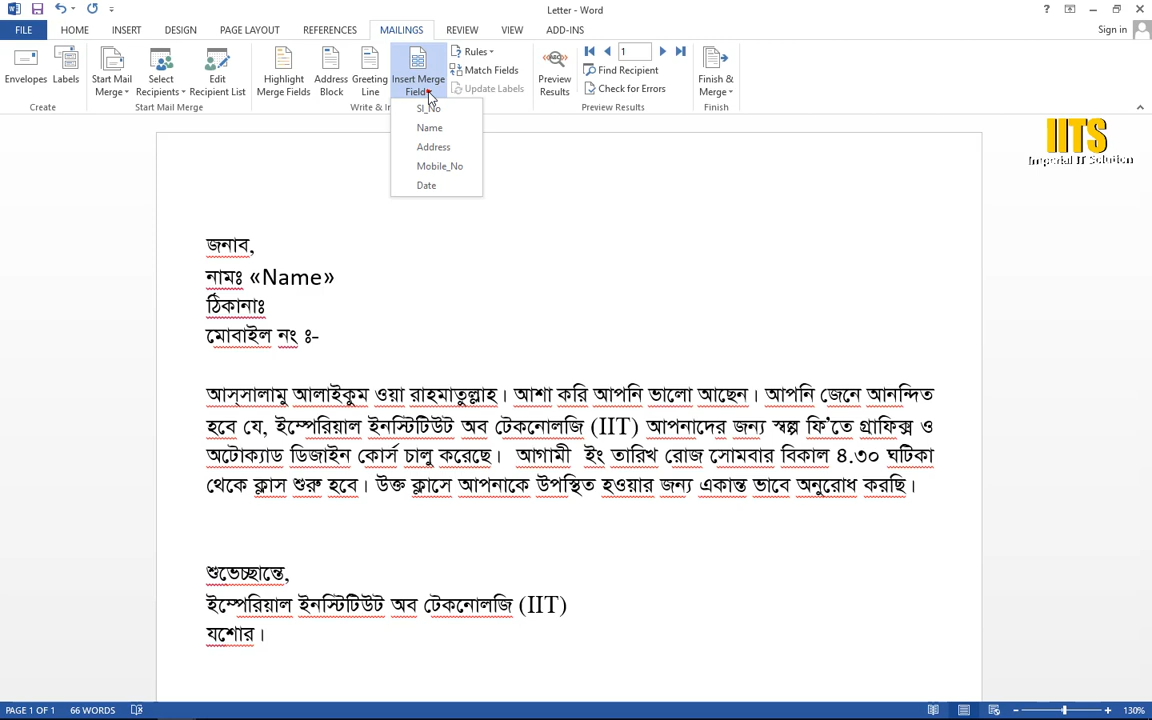 Letter - Word
?
Sign in
FILE HOME INSERT DESIGN PAGE LAYOUT REFERENCES MAILINGS REVIEW VIEW ADD-INS
Envelopes
Labels
Create
Start Mail Merge
Select Recipients
Edit Recipient List
Start Mail Merge
Highlight Merge Fields
Address Block
Greeting Line
Insert Merge Field
Write & In
Rules
Match Fields
Update Labels
ABC
Preview Results
1
Find Recipient
Check for Errors
Preview Results
Finish & Merge
Finish
Sl_No
Name
Address
Mobile_No
Date
IITS
Imperial IT Solution
জনাব,
নামঃ «Name»
ঠিকানাঃ
মোবাইল নং ঃ-
আস্সালামু আলাইকুম ওয়া রাহমাতুল্লাহ। আশা করি আপনি ভালো আছেন। আপনি জেনে আনন্দিত
হবে যে, ইম্পেরিয়াল ইনস্টিটিউট অব টেকনোলজি (IIT) আপনাদের জন্য স্বল্প ফি'তে গ্রাফিক্স ও
অটোক্যাড ডিজাইন কোর্স চালু করেছে। আগামী ইং তারিখ রোজ সোমবার বিকাল ৪.৩০ ঘটিকা
থেকে ক্লাস শুরু হবে। উক্ত ক্লাসে আপনাকে উপস্থিত হওয়ার জন্য একান্ত ভাবে অনুরোধ করছি।
শুভেচ্ছান্তে,
ইম্পেরিয়াল ইনস্টিটিউট অব টেকনোলজি (IIT)
যশোর।
PAGE 1 OF 1 66 WORDS
130%